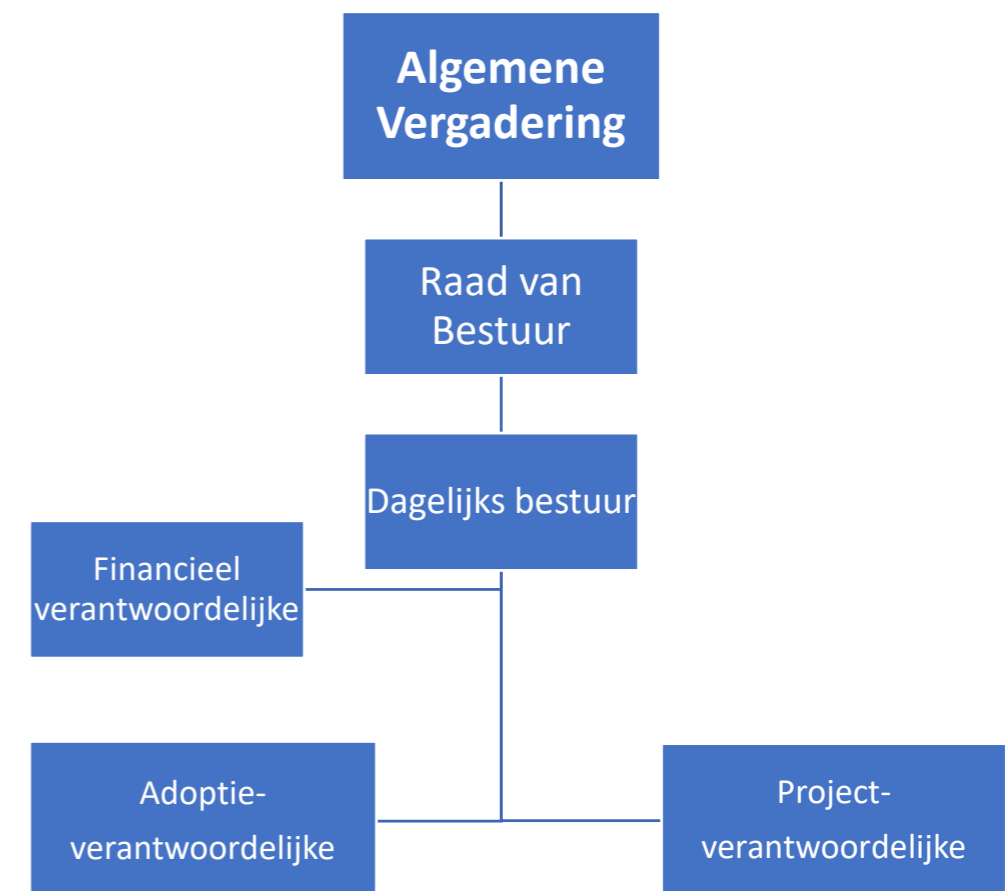 Algemene
Vergadering
Raad van
Bestuur
Dagelijks bestuur
Financieel
verantwoordelijke
Adoptie-
verantwoordelijke
Project-
verantwoordelijke